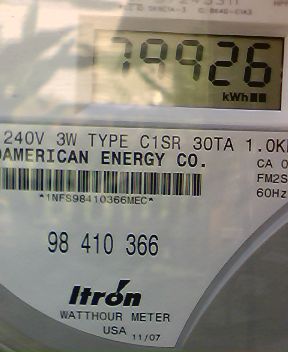 79926
kWh
240V 3W TYPE C1SR 30TA 1.0K
AMERICAN ENERGY CO.
CA 0
FM2S
60Hz
*1NFS98410366MEC*
98 410 366
Itron
WATTHOUR METER
USA 11/07